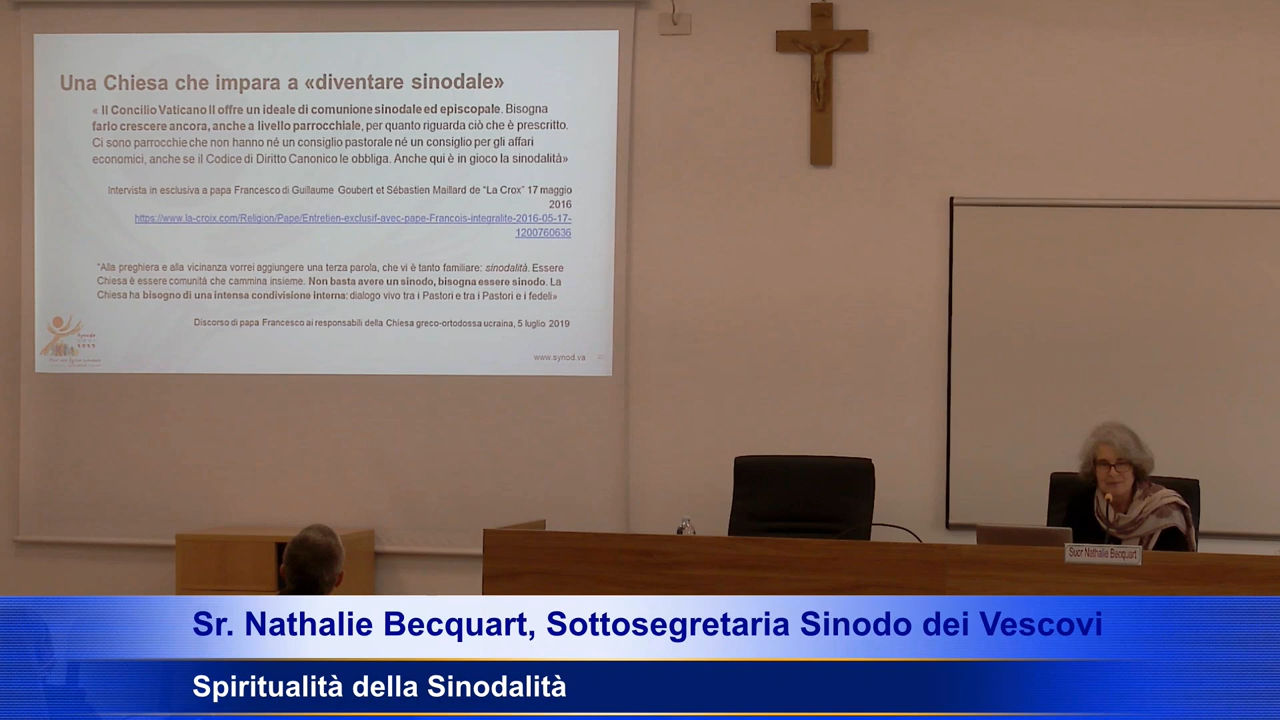 Una Chiesa che impara a «diventare sinodale»
« Il Concilio Vaticano II offre un ideale di comunione sinodale ed episcopale. Bisogna
farlo crescere ancora, anche a livello parrocchiale, per quanto riguarda ciò che è prescritto.
Ci sono parrocchie che non hanno né un consiglio pastorale né un consiglio per gli affari
economici, anche se il Codice di Diritto Canonico le obbliga. Anche qui è in gioco la sinodalità»
Intervista in esclusiva a papa Francesco di Guillaume Goubert et Sébastien Maillard de "La Crox" 17 maggio
2016
https://www.la-croix.com/Religion/Pape/Entretien-exclusif-avec-pape-Francois-integralite-2016-05-17-
1200760636
"Alla preghiera e alla vicinanza vorrei aggiungere una terza parola, che vi è tanto familiare: sinodalità. Essere
Chiesa è essere comunità che cammina insieme. Non basta avere un sinodo, bisogna essere sinodo. La
Chiesa ha bisogno di una intensa condivisione interna: dialogo vivo tra i Pastori e tra i Pastori e i fedeli»
Discorso di papa Francesco ai responsabili della Chiesa greco-ortodossa ucraina, 5 luglio 2019
www.synod.va
Suor Nathalie Becquart
Sr. Nathalie Becquart, Sottosegretaria Sinodo dei Vescovi
Spiritualità della Sinodalità